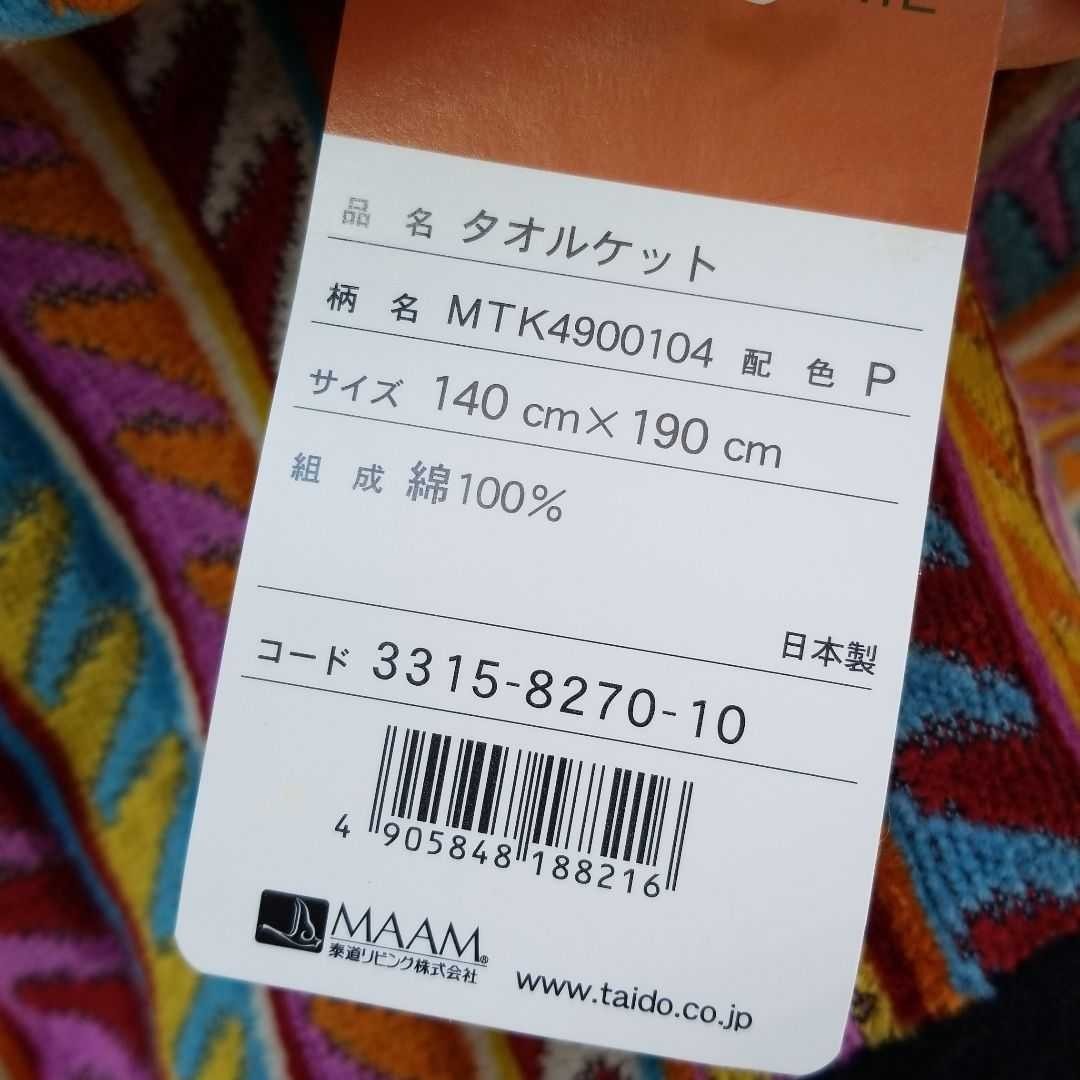 品 名 タオルケット
柄 名 MTK4900104 配 色 P
サイズ 140 cm×190 cm
組 成 綿100%
日本製
コード 3315-8270-10
4 905848 188216
MAAM®
泰道リビング株式会社
www.taido.co.jp